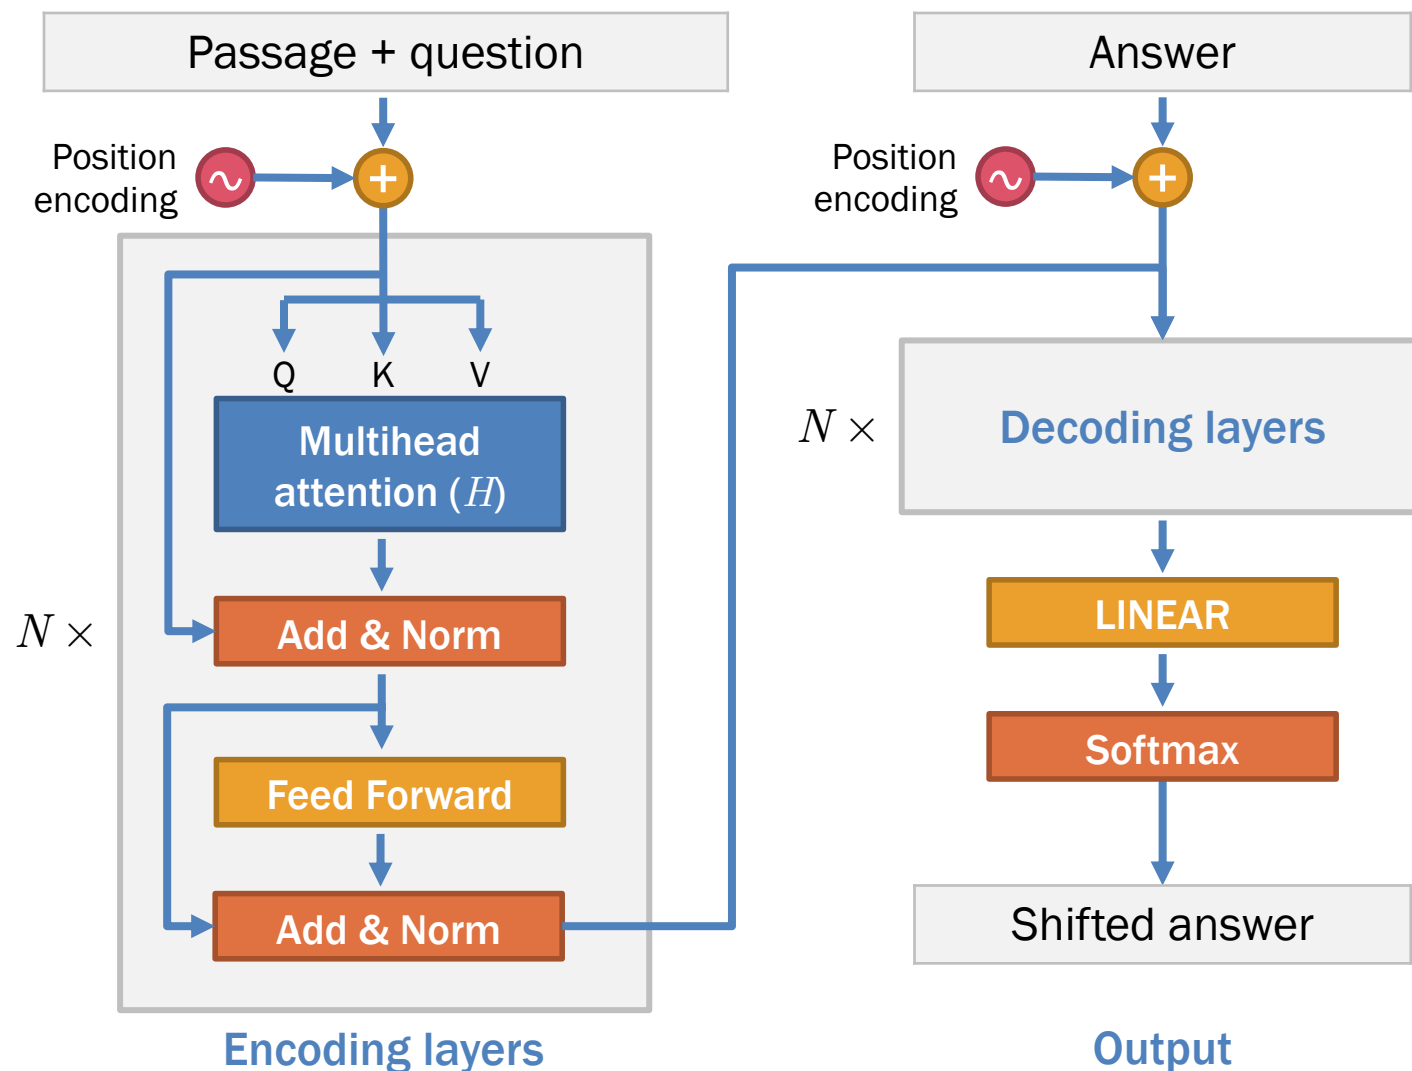 Passage + question
Position
encoding
Q K V
Multihead
attention (H)
Add & Norm
N ×
Feed Forward
Add & Norm
Encoding layers
Answer
Position
encoding
N ×
Decoding layers
LINEAR
Softmax
Shifted answer
Output